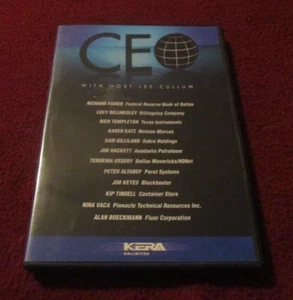 CEO
WITH HOST LEE CULLUM
RICHARD FISHER Federal Reserve Bank of Dallas
LUCY BILLINGSLEY Billingsley Company
RICH TEMPLETON Texas Instruments
KAREN KATZ Neiman Marcus
SAM GILLILAND Sabre Holdings
JIM HACKETT Anadarko Petroleum
TERDEMA USSERY Dallas Mavericks/HDNet
PETER ALTABEF Perot Systems
JIM KEYES Blockbuster
KIP TINDELL Container Store
NINA VACA Pinnacle Technical Resources Inc.
ALAN BOECKMANN Fluor Corporation
KERA
UNLIMITED